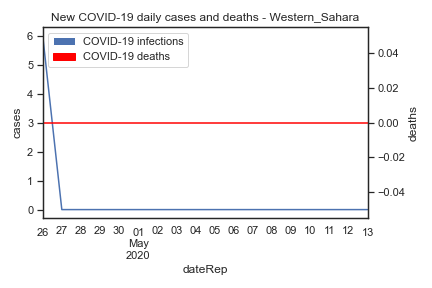 New COVID-19 daily cases and deaths - Western_Sahara
COVID-19 infections
COVID-19 deaths
6
5
4
3
2
1
0
cases
0.04
0.02
0.00
−0.02
−0.04
deaths
26 27 28 29 30 01 02 03 04 05 06 07 08 09 10 11 12 13
May
2020
dateRep